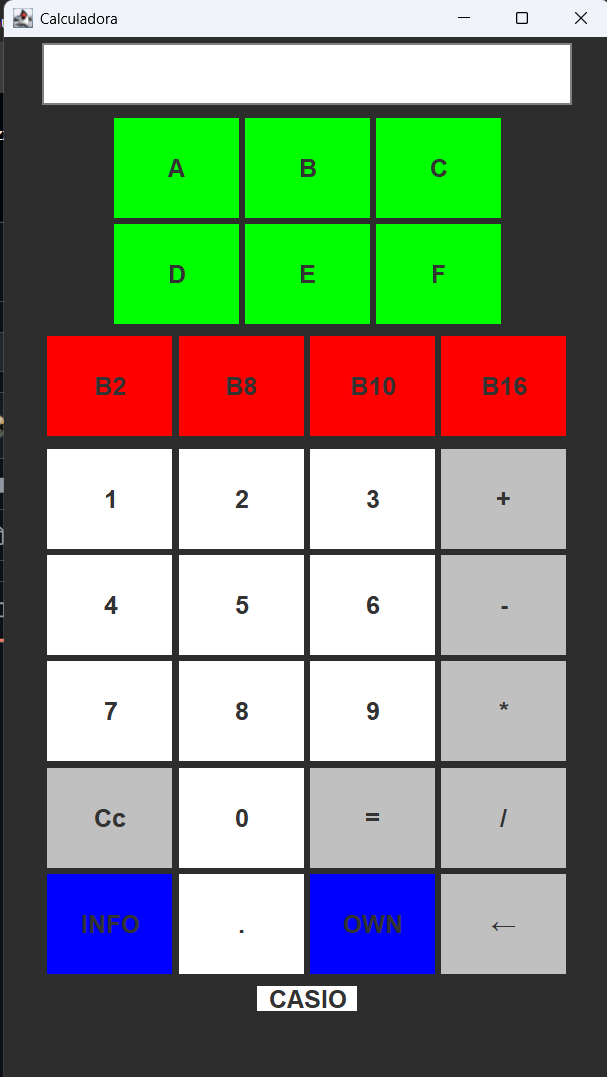 Calculadora
A B C
D E F
B2 B8 B10 B16
1 2 3 +
4 5 6 -
7 8 9 *
Cc 0 = /
INFO . OWN ←
CASIO